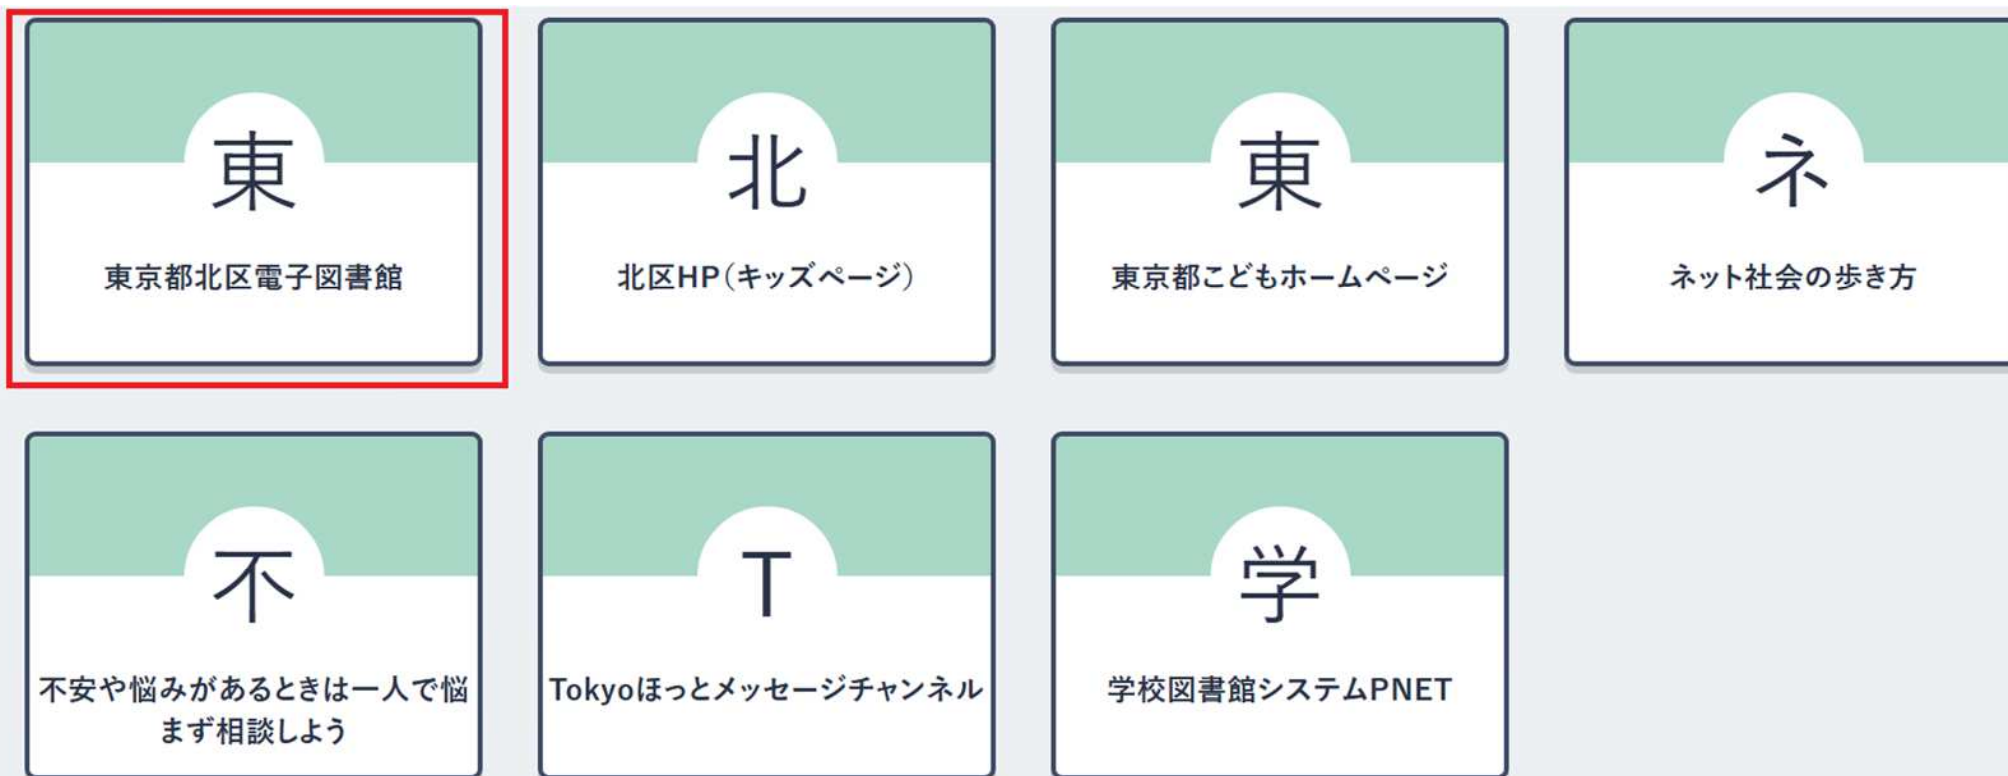 東
東京都北区電子図書館
北
北区HP（キッズページ）
東
東京都こどもホームページ
ネ
ネット社会の歩き方
不
不安や悩みがあるときは一人で悩
まず相談しよう
T
Tokyoほっとメッセージチャンネル
学
学校図書館システムPNET